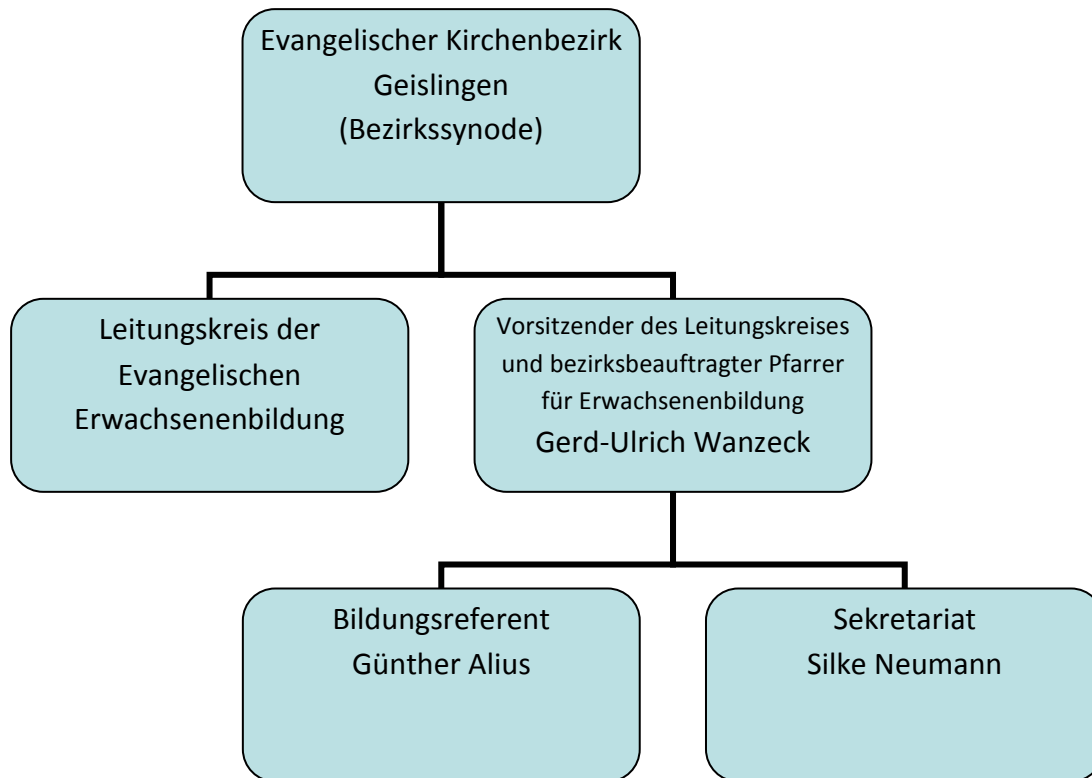 Evangelischer Kirchenbezirk
Geislingen
(Bezirkssynode)
Leitungskreis der
Evangelischen
Erwachsenenbildung
Vorsitzender des Leitungskreises
und bezirksbeauftragter Pfarrer
für Erwachsenenbildung
Gerd-Ulrich Wanzeck
Bildungsreferent
Günther Alius
Sekretariat
Silke Neumann